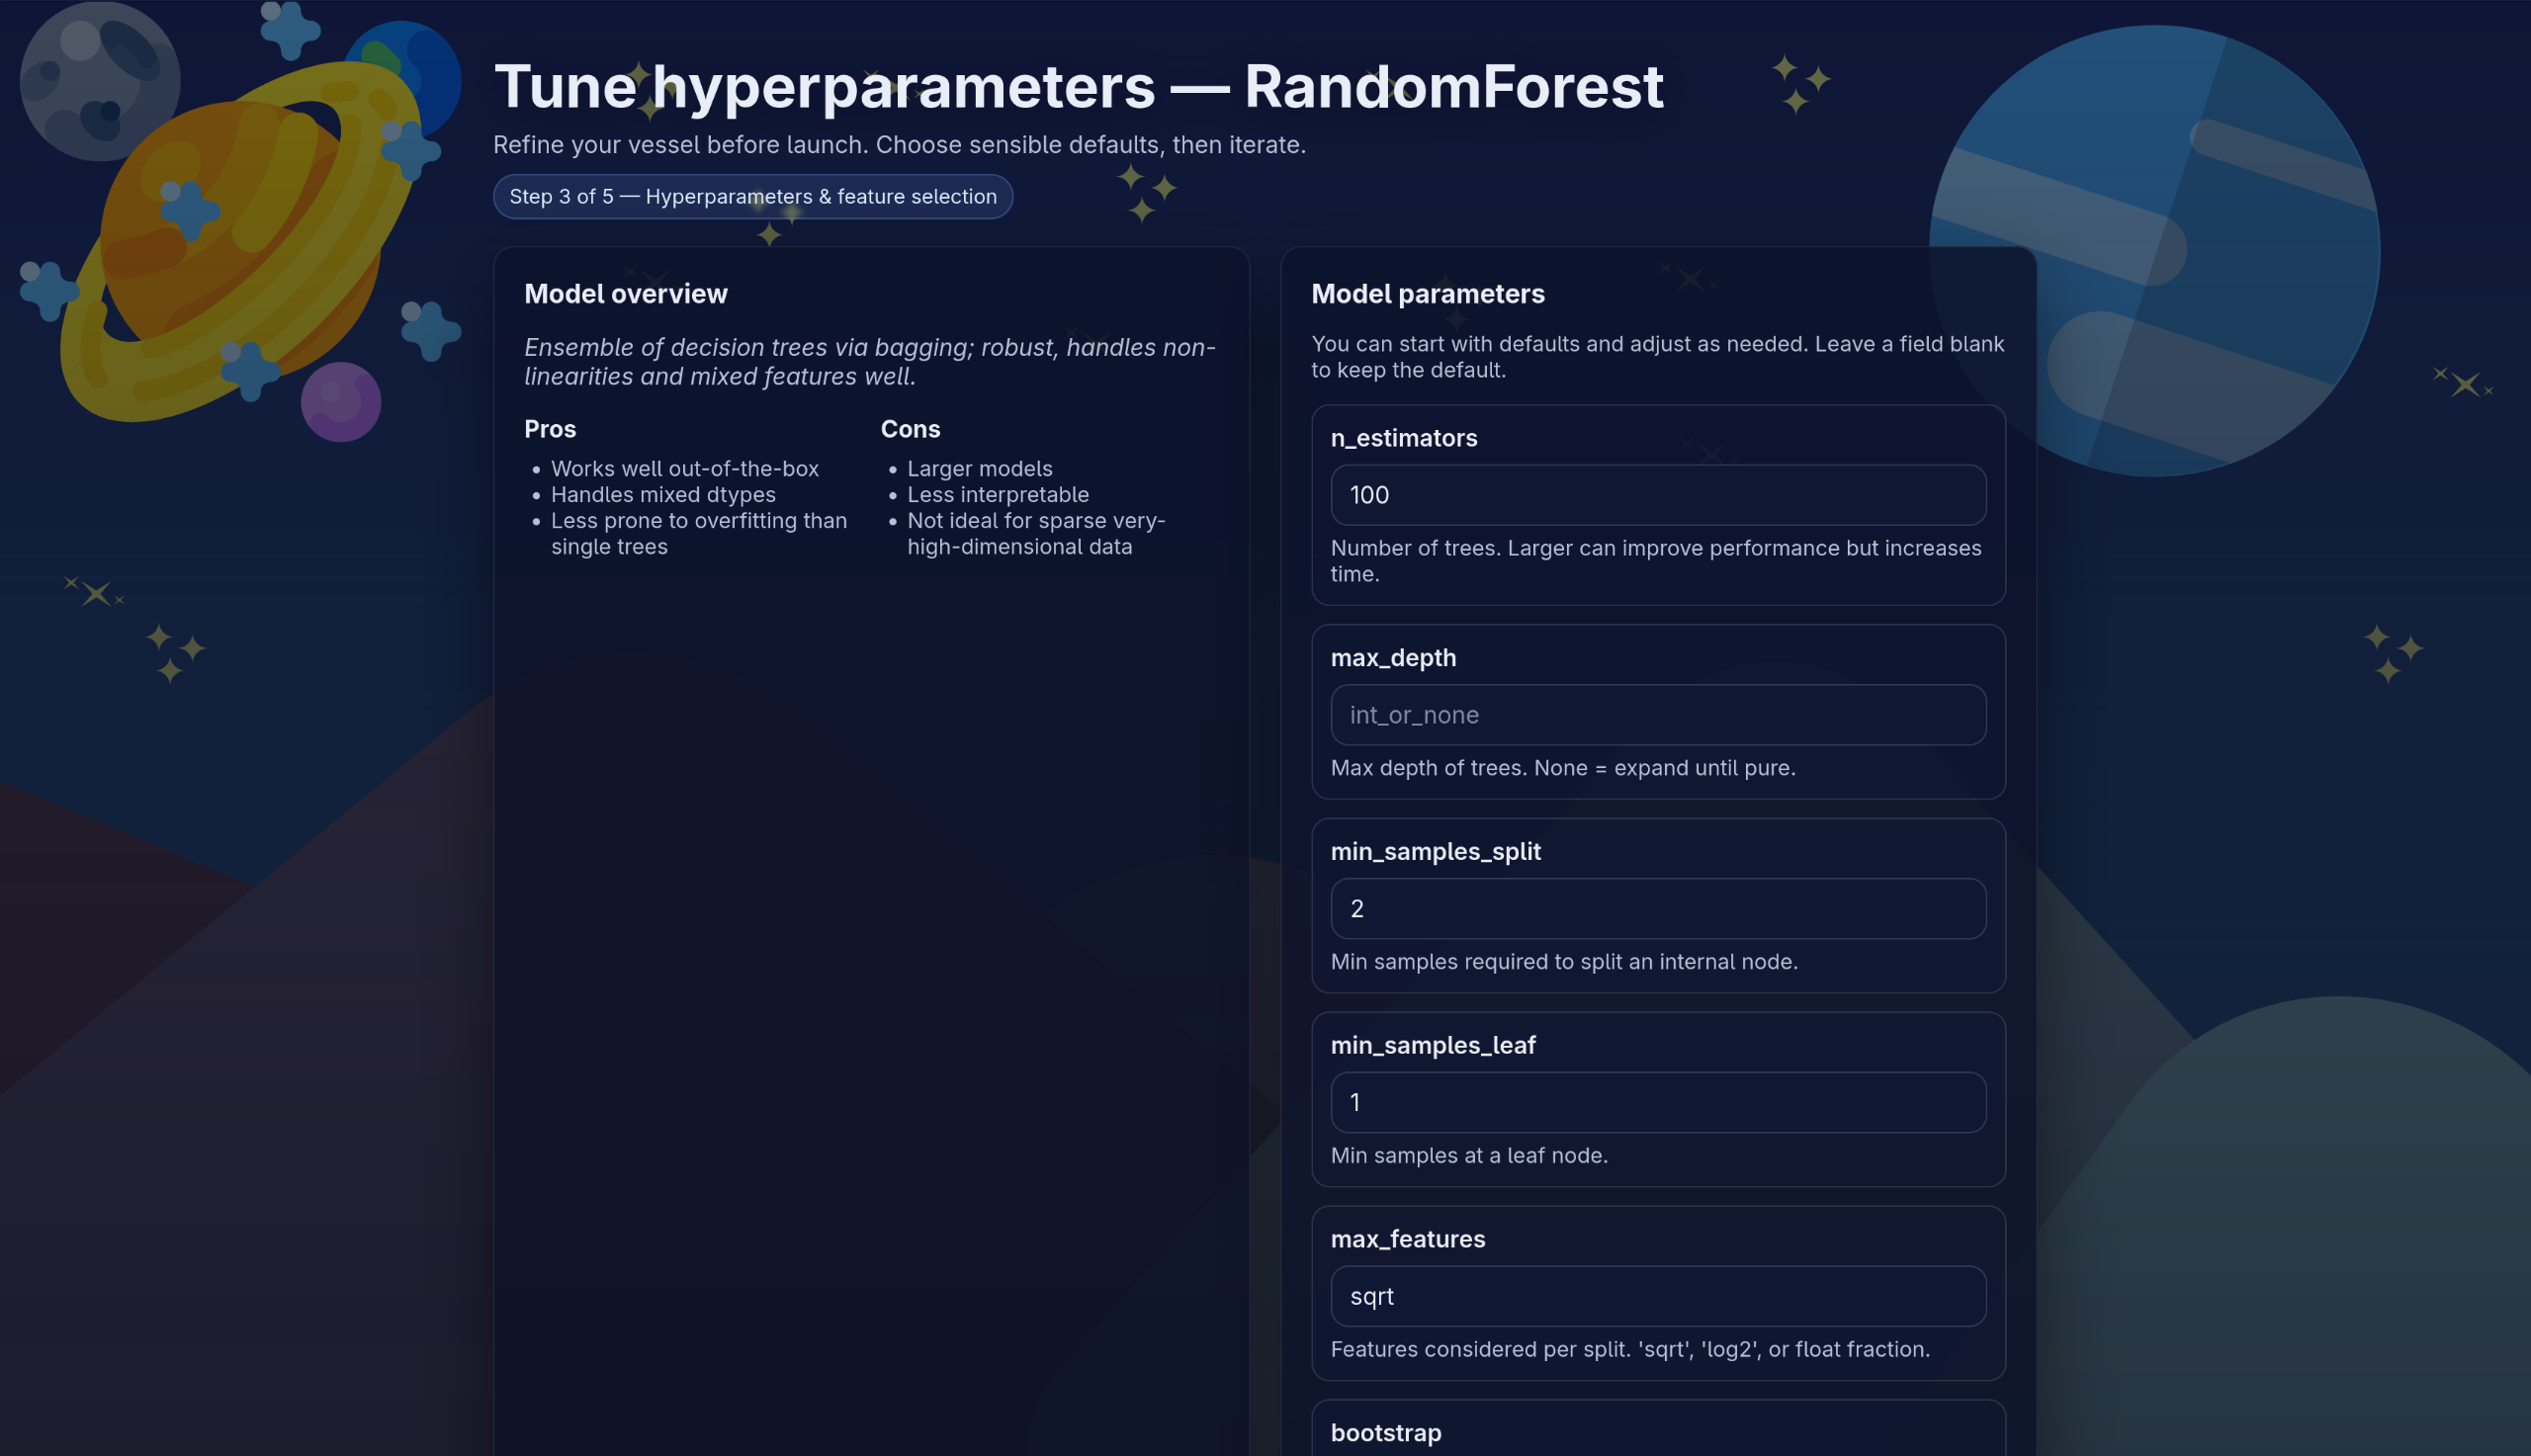 Tune hyperparameters — RandomForest
Refine your vessel before launch. Choose sensible defaults, then iterate.
Step 3 of 5 — Hyperparameters & feature selection
Model overview
Ensemble of decision trees via bagging; robust, handles non-
linearities and mixed features well.
Pros
• Works well out-of-the-box
• Handles mixed dtypes
• Less prone to overfitting than
single trees
Cons
• Larger models
• Less interpretable
• Not ideal for sparse very-
high-dimensional data
Model parameters
You can start with defaults and adjust as needed. Leave a field blank
to keep the default.
n_estimators
100
Number of trees. Larger can improve performance but increases
time.
max_depth
int_or_none
Max depth of trees. None = expand until pure.
min_samples_split
2
Min samples required to split an internal node.
min_samples_leaf
1
Min samples at a leaf node.
max_features
sqrt
Features considered per split. 'sqrt', 'log2', or float fraction.
bootstrap